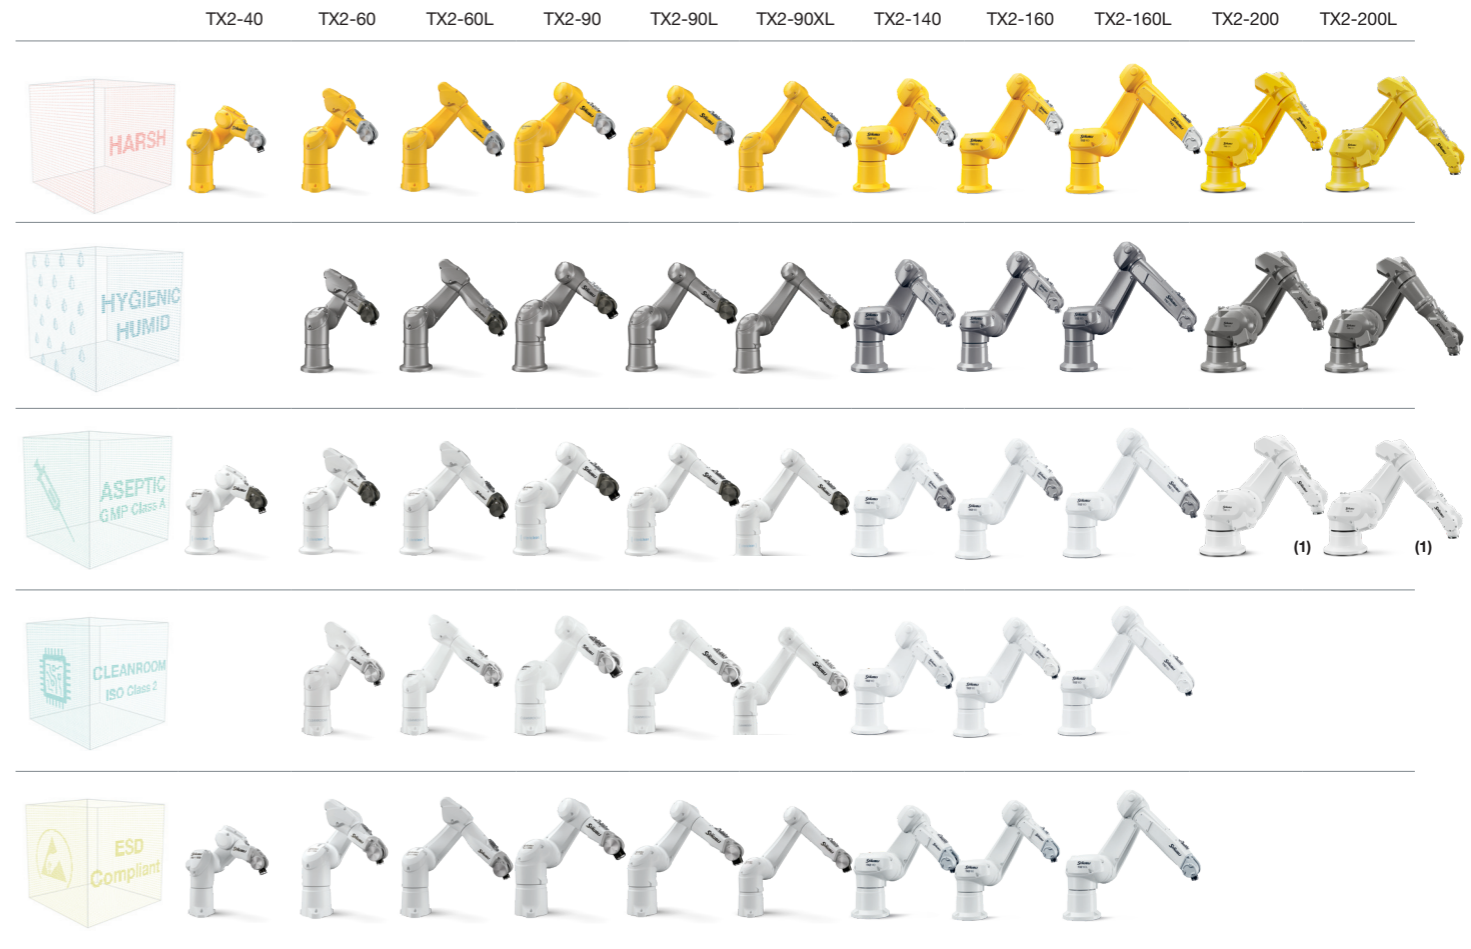 TX2-40 TX2-60 TX2-60L TX2-90 TX2-90L TX2-90XL TX2-140 TX2-160 TX2-160L TX2-200 TX2-200L
HARSH
HYGIENIC
HUMID
ASEPTIC
GMP Class A
(1) (1)
CLEANROOM
ISO Class 2
ESD
Compliant